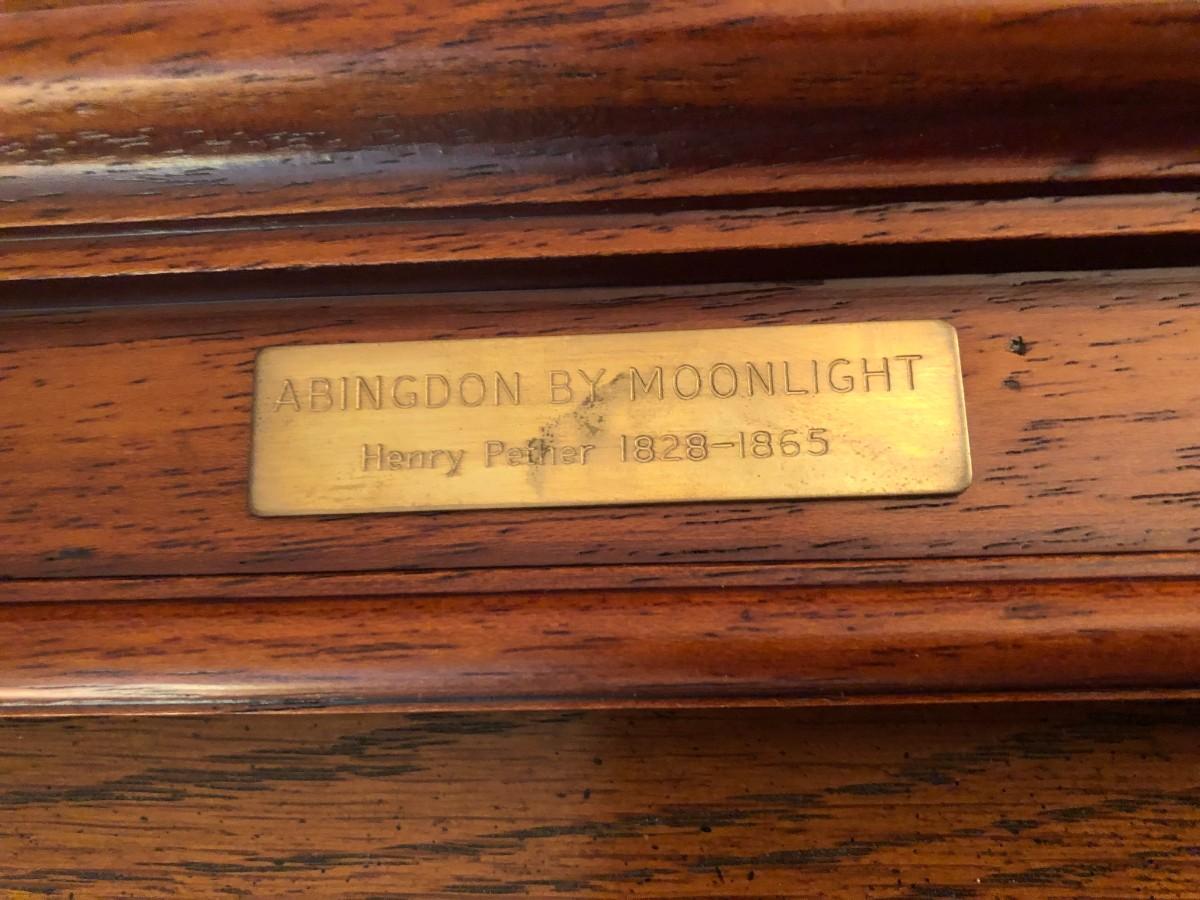 ABINGDON BY MOONLIGHT
Henry Pether 1828-1865